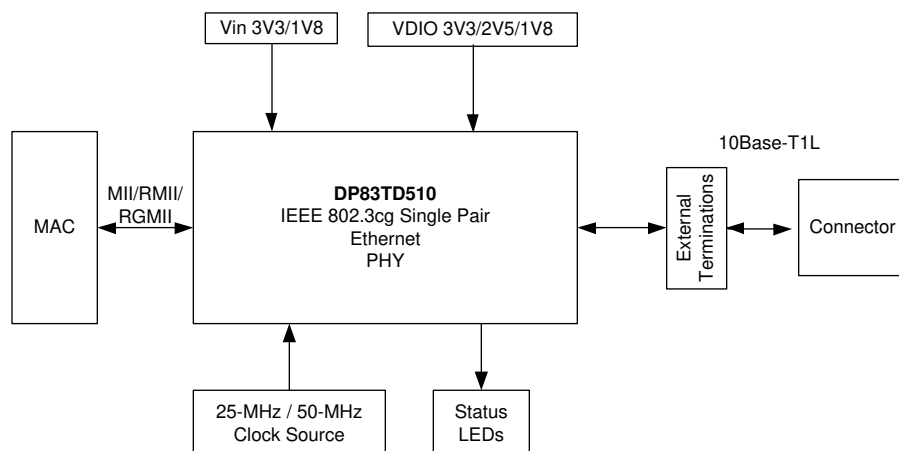 Vin 3V3/1V8
VDIO 3V3/2V5/1V8
MAC
MII/RMII/
RGMII
DP83TD510
IEEE 802.3cg Single Pair
Ethernet
PHY
10Base-T1L
External
Terminations
Connector
25-MHz / 50-MHz
Clock Source
Status
LEDs